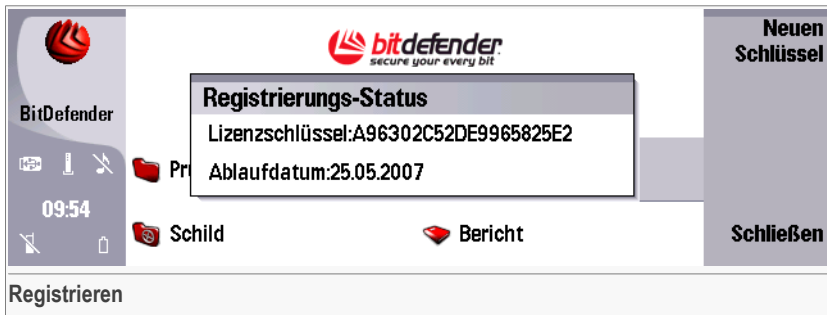 BitDefender
09:54
bitdefender
secure your every bit
Registrierungs-Status
Lizenzschlüssel:A96302C52DE9965825E2
Ablaufdatum:25.05.2007
Schild
Bericht
Neuen
Schlüssel
Schließen
Registrieren